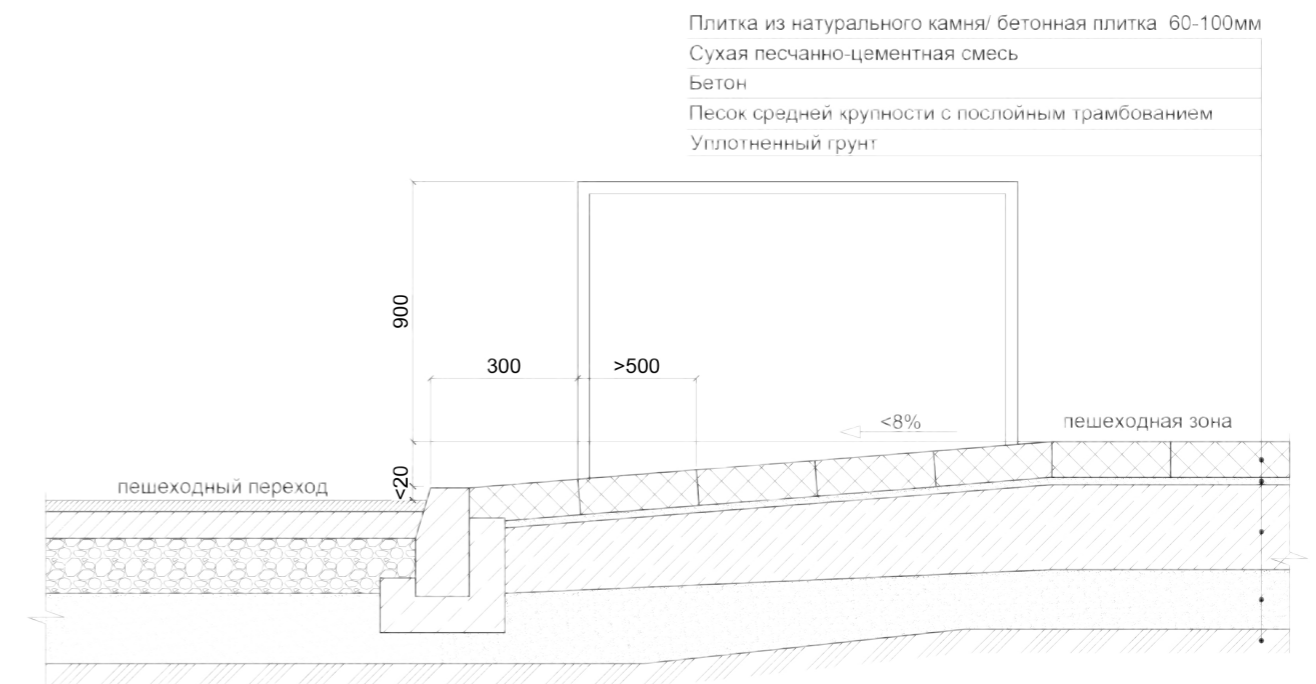 Плитка из натурального камня/ бетонная плитка 60-100мм
Сухая песчанно-цементная смесь
Бетон
Песок средней крупности с послойным трамбованием
Уплотненный грунт
900
300
>500
<8%
пешеходная зона
<20
пешеходный переход